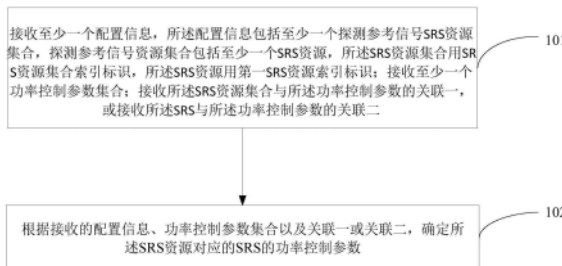 接收至少一个配置信息，所述配置信息包括至少一个探测参考信号SRS资源
集合，探测参考信号资源集合包括至少一个SRS资源，所述SRS资源集合用SR
S资源集合索引标识，所述SRS资源用第一SRS资源索引标识；接收至少一个
功率控制参数集合；接收所述SRS资源集合与所述功率控制参数的关联一，
或接收所述SRS与所述功率控制参数的关联二
101
根据接收的配置信息、功率控制参数集合以及关联一或关联二，确定所
述SRS资源对应的SRS的功率控制参数
102